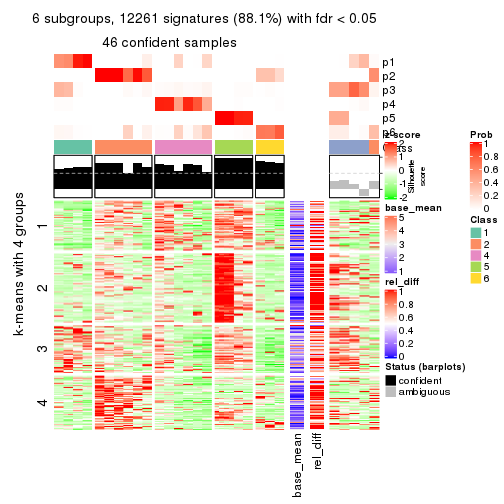 6 subgroups, 12261 signatures (88.1%) with fdr < 0.05
46 confident samples
p1
p2
p3
p4
p5
p6
Class
z-score
2
1
0
-1
-2
Silhouette
score
base_mean
5
4
3
2
1
rel_diff
1
0.8
0.6
0.4
0.2
0
Status (barplots)
confident
ambiguous
Prob
1
0.8
0.6
0.4
0.2
0
Class
1
2
4
5
6
k-means with 4 groups
1
2
3
4
base_mean
rel_diff